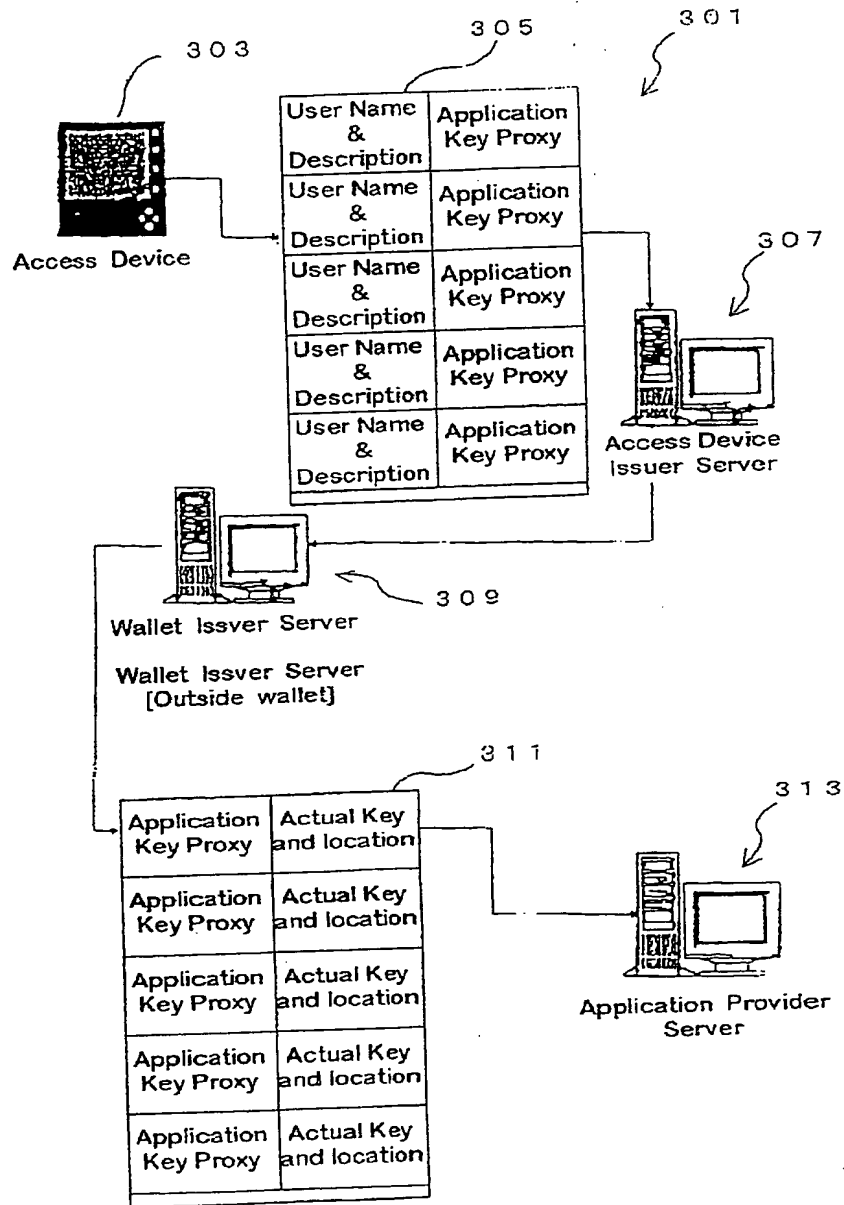 301
305
303
User Name
&
Description
Application
Key Proxy
User Name
&
Description
Application
Key Proxy
User Name
&
Description
Application
Key Proxy
User Name
&
Description
Application
Key Proxy
User Name
&
Description
Application
Key Proxy
Access Device
307
Access Device
Issuer Server
309
Wallet Issver Server
Wallet Issver Server
[Outside wallet]
311
Application
Key Proxy
Actual Key
and location
Application
Key Proxy
Actual Key
and location
Application
Key Proxy
Actual Key
and location
Application
Key Proxy
Actual Key
and location
Application
Key Proxy
Actual Key
and location
313
Application Provider
Server